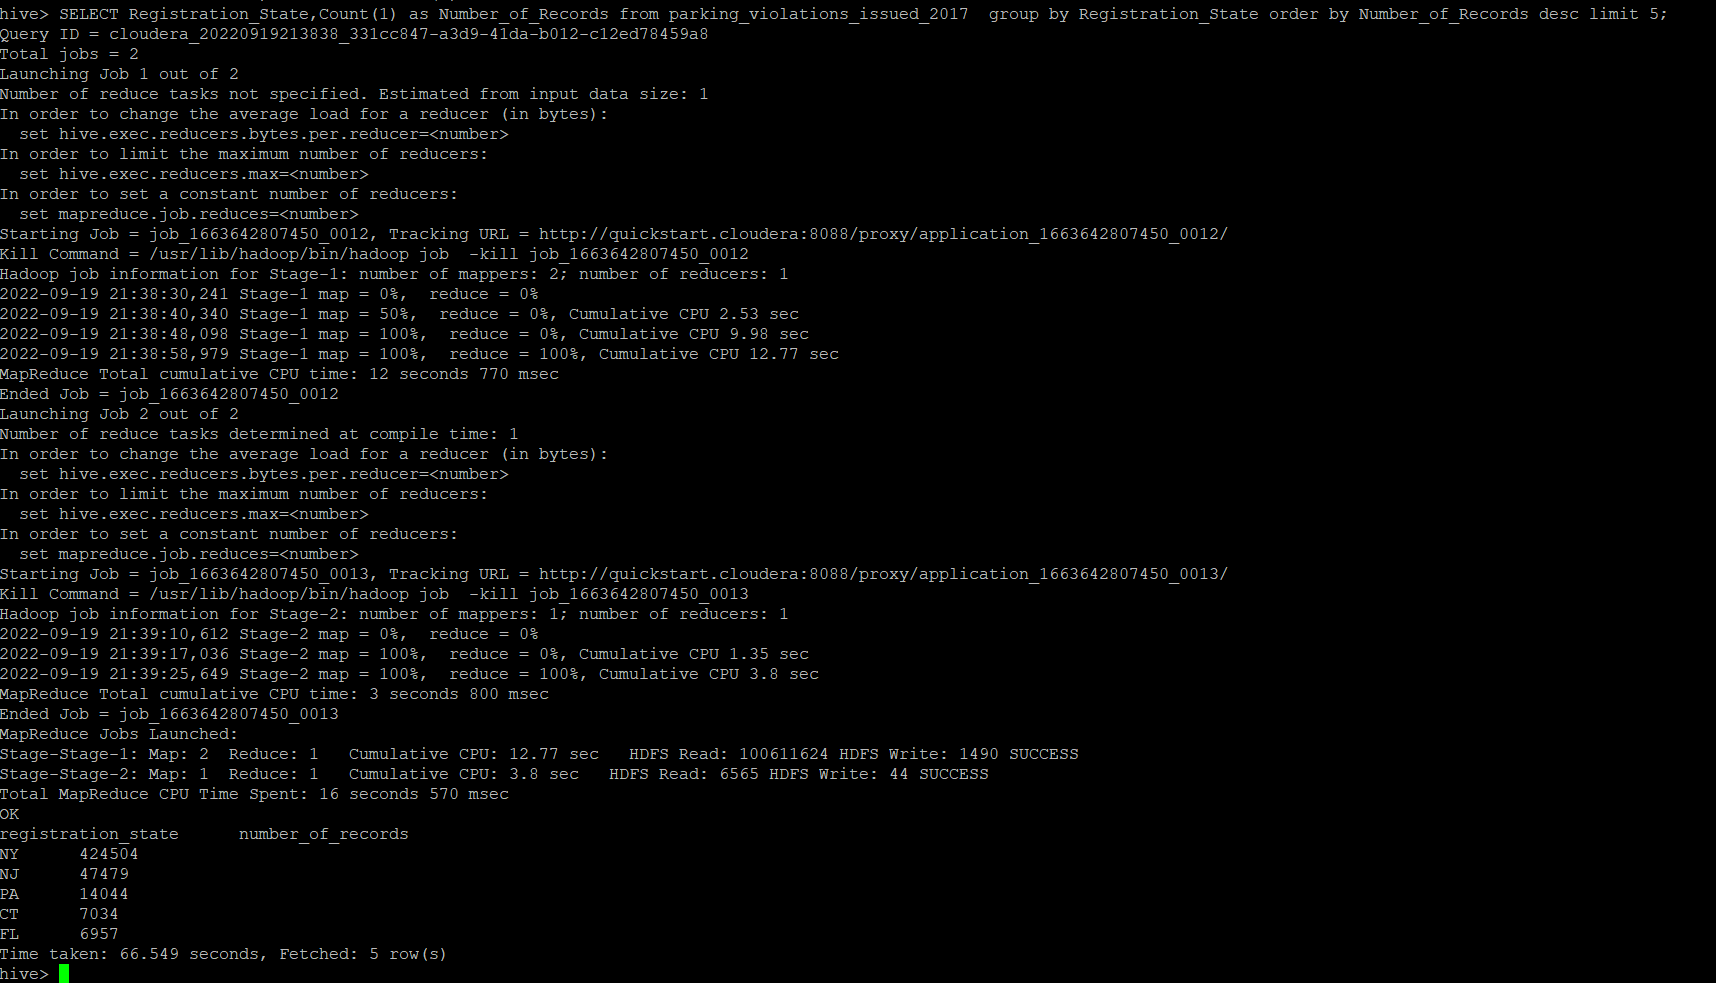 hive> SELECT Registration_State,Count(1) as Number_of_Records from parking_violations_issued_2017  group by Registration_State order by Number_of_Records desc limit 5;
Query ID = cloudera_20220919213838_331cc847-a3d9-41da-b012-c12ed78459a8
Total jobs = 2
Launching Job 1 out of 2
Number of reduce tasks not specified. Estimated from input data size: 1
In order to change the average load for a reducer (in bytes):
  set hive.exec.reducers.bytes.per.reducer=<number>
In order to limit the maximum number of reducers:
  set hive.exec.reducers.max=<number>
In order to set a constant number of reducers:
  set mapreduce.job.reduces=<number>
Starting Job = job_1663642807450_0012, Tracking URL = http://quickstart.cloudera:8088/proxy/application_1663642807450_0012/
Kill Command = /usr/lib/hadoop/bin/hadoop job  -kill job_1663642807450_0012
Hadoop job information for Stage-1: number of mappers: 2; number of reducers: 1
2022-09-19 21:38:30,241 Stage-1 map = 0%,  reduce = 0%
2022-09-19 21:38:40,340 Stage-1 map = 50%,  reduce = 0%, Cumulative CPU 2.53 sec
2022-09-19 21:38:48,098 Stage-1 map = 100%,  reduce = 0%, Cumulative CPU 9.98 sec
2022-09-19 21:38:58,979 Stage-1 map = 100%,  reduce = 100%, Cumulative CPU 12.77 sec
MapReduce Total cumulative CPU time: 12 seconds 770 msec
Ended Job = job_1663642807450_0012
Launching Job 2 out of 2
Number of reduce tasks determined at compile time: 1
In order to change the average load for a reducer (in bytes):
  set hive.exec.reducers.bytes.per.reducer=<number>
In order to limit the maximum number of reducers:
  set hive.exec.reducers.max=<number>
In order to set a constant number of reducers:
  set mapreduce.job.reduces=<number>
Starting Job = job_1663642807450_0013, Tracking URL = http://quickstart.cloudera:8088/proxy/application_1663642807450_0013/
Kill Command = /usr/lib/hadoop/bin/hadoop job  -kill job_1663642807450_0013
Hadoop job information for Stage-2: number of mappers: 1; number of reducers: 1
2022-09-19 21:39:10,612 Stage-2 map = 0%,  reduce = 0%
2022-09-19 21:39:17,036 Stage-2 map = 100%,  reduce = 0%, Cumulative CPU 1.35 sec
2022-09-19 21:39:25,649 Stage-2 map = 100%,  reduce = 100%, Cumulative CPU 3.8 sec
MapReduce Total cumulative CPU time: 3 seconds 800 msec
Ended Job = job_1663642807450_0013
MapReduce Jobs Launched:
Stage-Stage-1: Map: 2  Reduce: 1   Cumulative CPU: 12.77 sec   HDFS Read: 100611624 HDFS Write: 1490 SUCCESS
Stage-Stage-2: Map: 1  Reduce: 1   Cumulative CPU: 3.8 sec   HDFS Read: 6565 HDFS Write: 44 SUCCESS
Total MapReduce CPU Time Spent: 16 seconds 570 msec
OK
registration_state      number_of_records
NY      424504
NJ      47479
PA      14044
CT      7034
FL      6957
Time taken: 66.549 seconds, Fetched: 5 row(s)
hive>